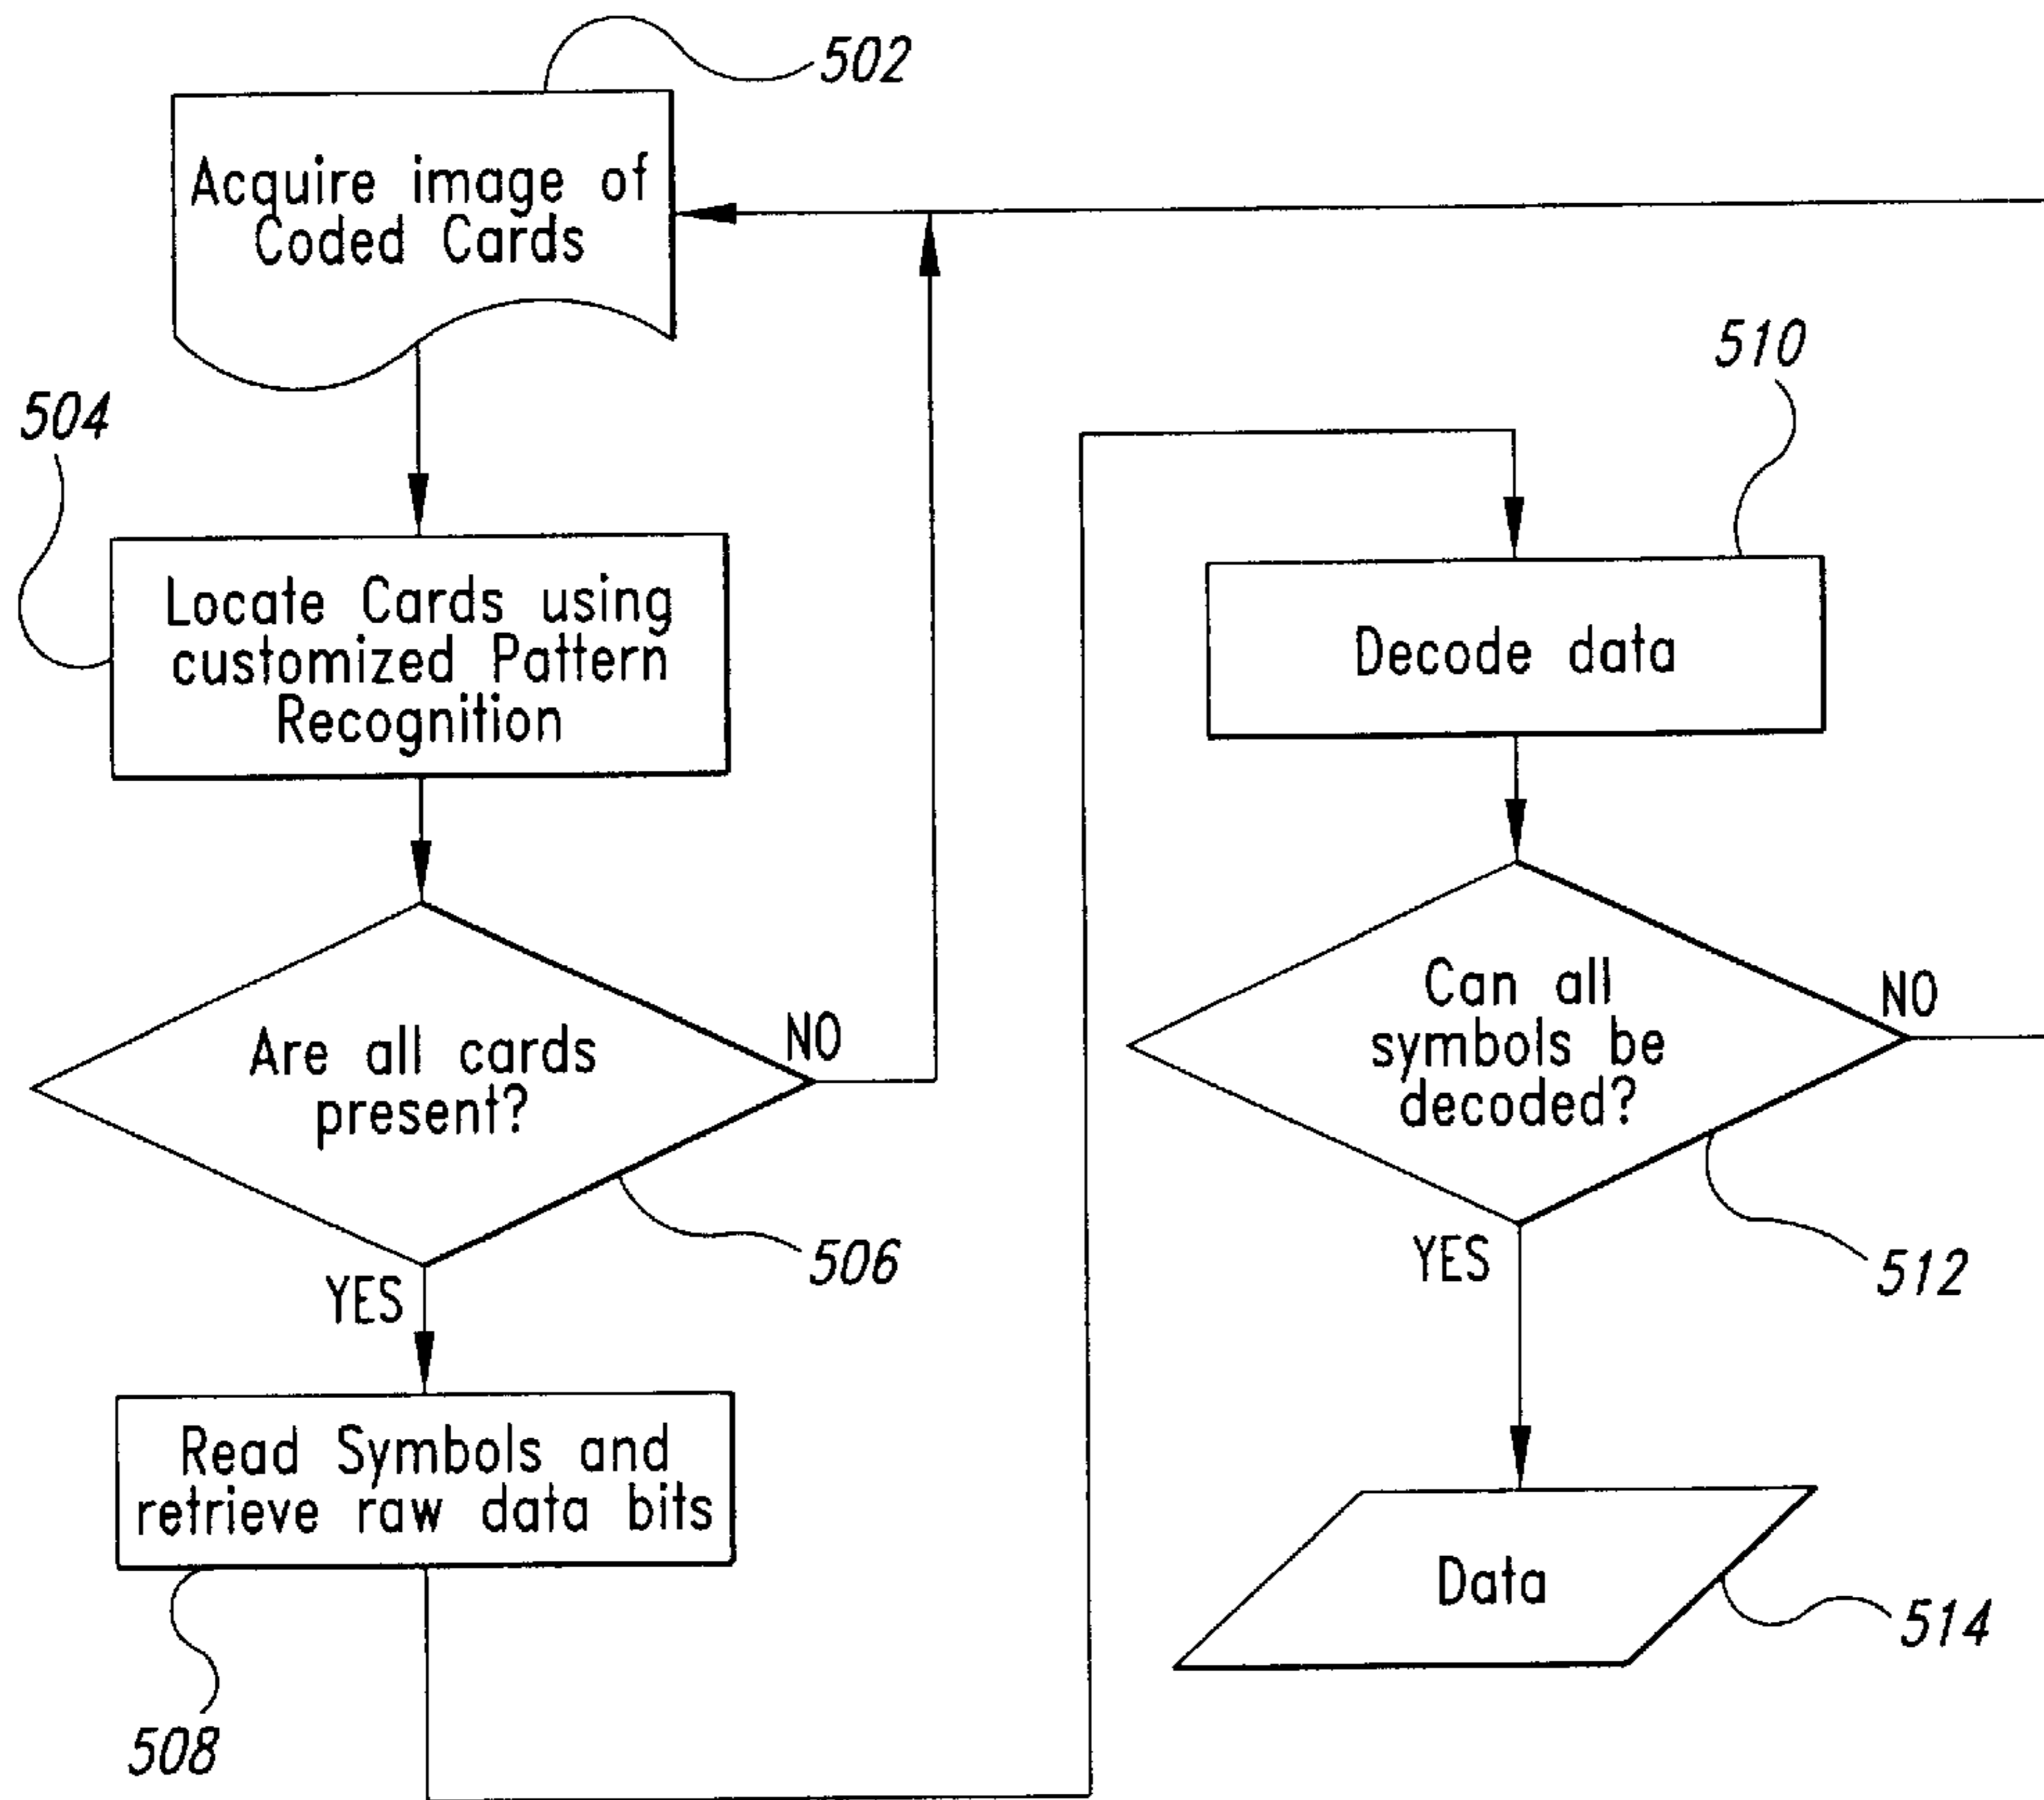 502
Acquire image of
Coded Cards
504
Locate Cards using
customized Pattern
Recognition
Are all cards
present?
NO
506
YES
Read Symbols and
retrieve raw data bits
508
510
Decode data
Can all
symbols be
decoded?
NO
512
YES
Data
514